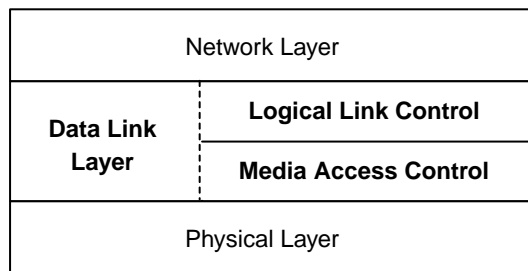 Network Layer
Data Link
Layer
Logical Link Control
Media Access Control
Physical Layer